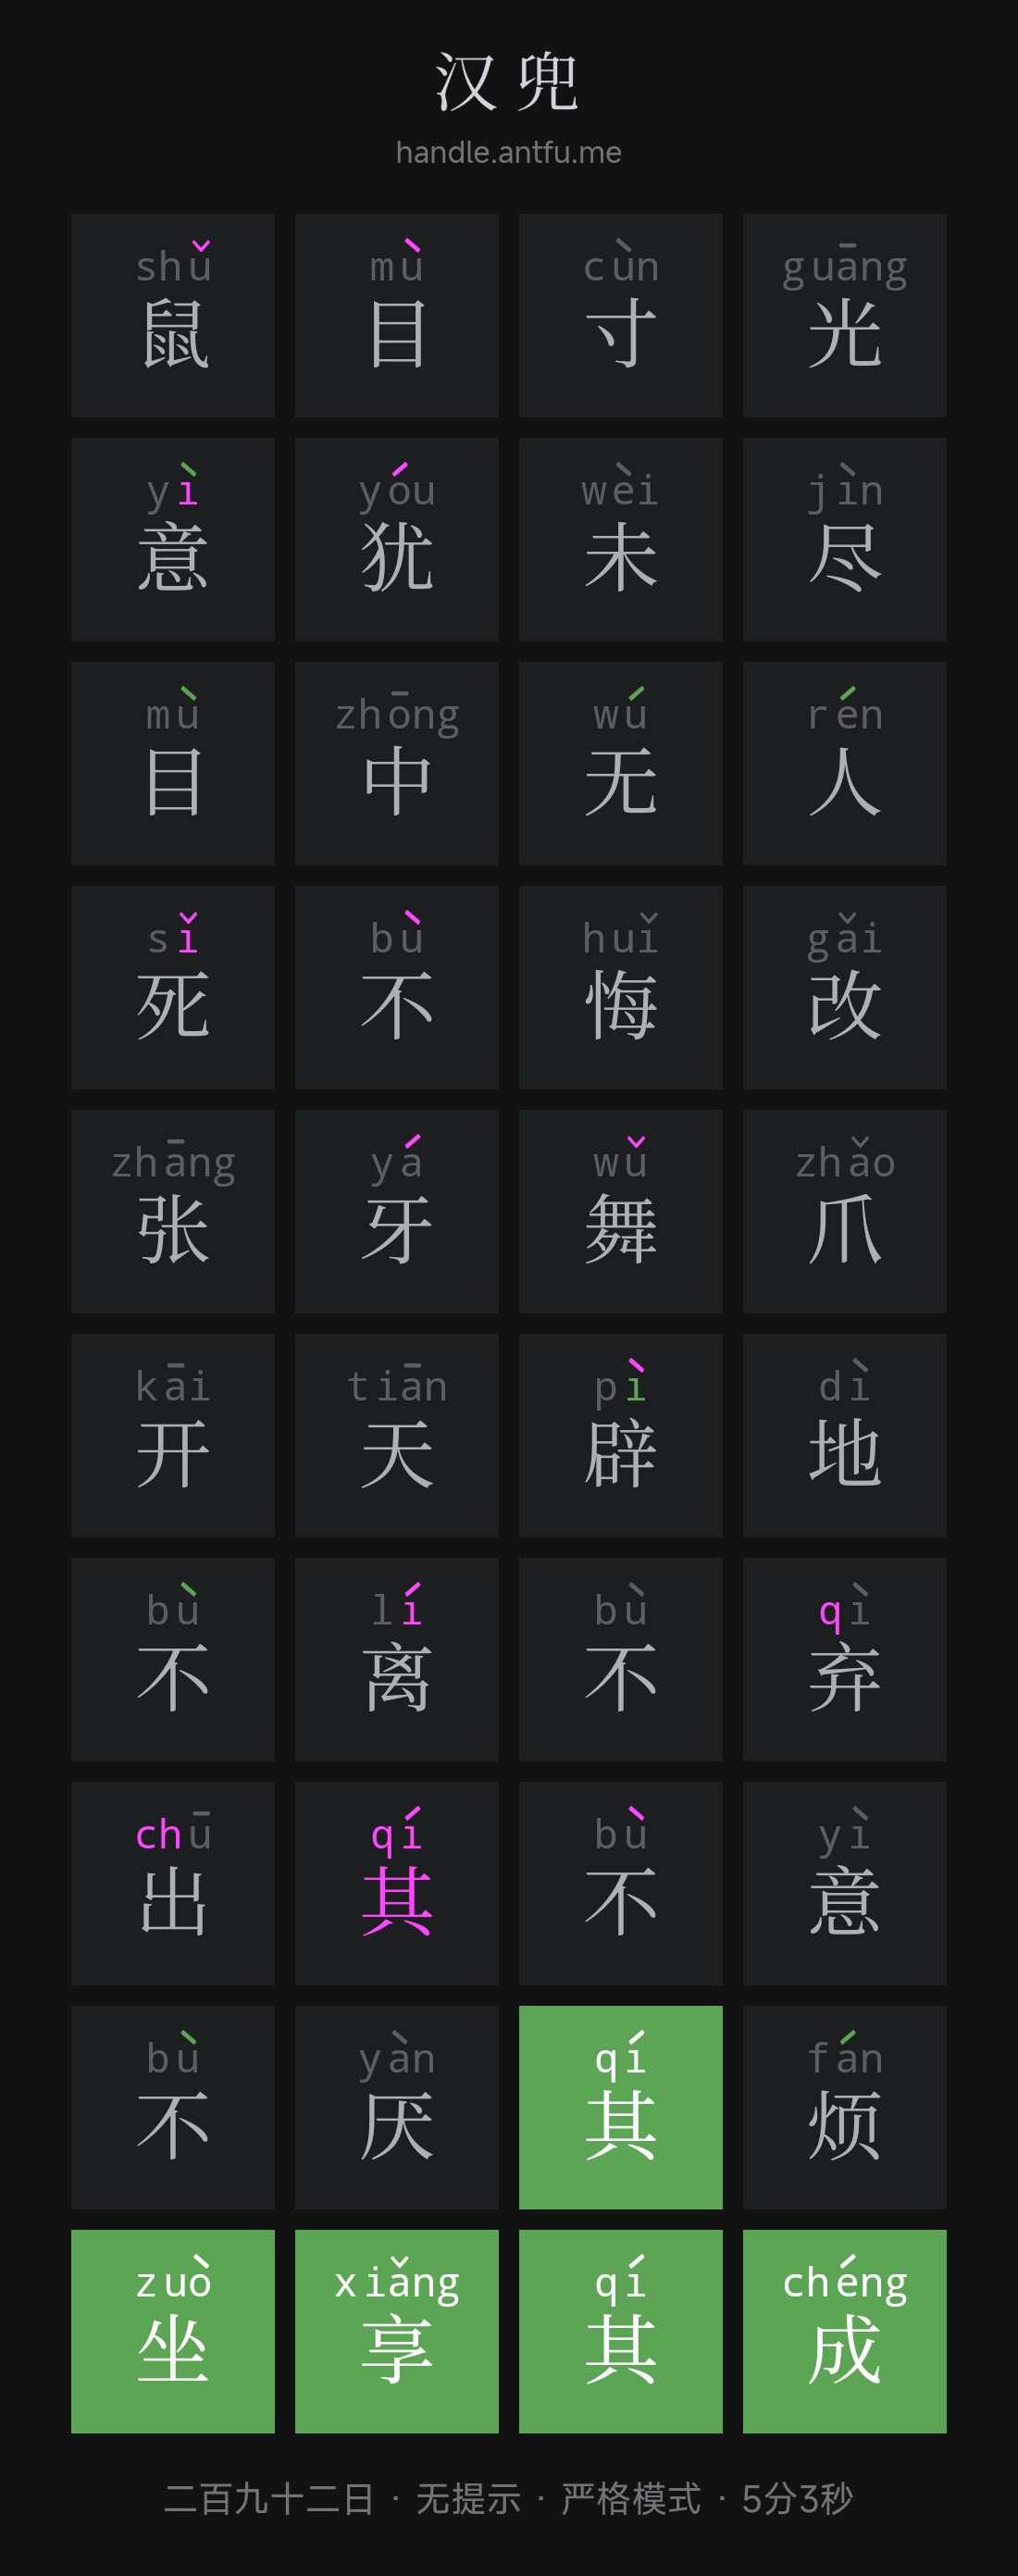 汉兜
handle.antfu.me
shǔ mù cùn guāng
鼠 目 寸 光
yì yóu wèi jìn
意 犹 未 尽
mù zhōng wú rén
目 中 无 人
sǐ bù huǐ gǎi
死 不 悔 改
zhāng yá wǔ zhǎo
张 牙 舞 爪
kāi tiān pì dì
开 天 辟 地
bù lí bù qì
不 离 不 弃
chū qí bù yì
出 其 不 意
bù yàn qí fán
不 厌 其 烦
zuò xiǎng qí chéng
坐 享 其 成
二百九十二日 · 无提示 · 严格模式 · 5分3秒